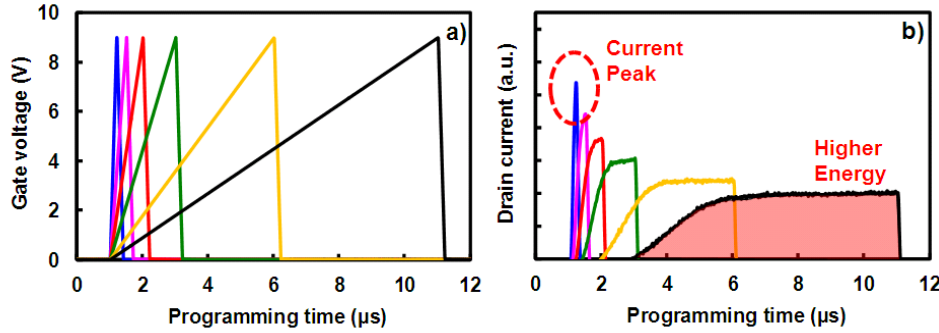 a)
Gate voltage (V)
10
8
6
4
2
0
0 2 4 6 8 10 12
Programming time (µs)
b)
Current
Peak
Higher
Energy
Drain current (a.u.)
0 2 4 6 8 10 12
Programming time (µs)